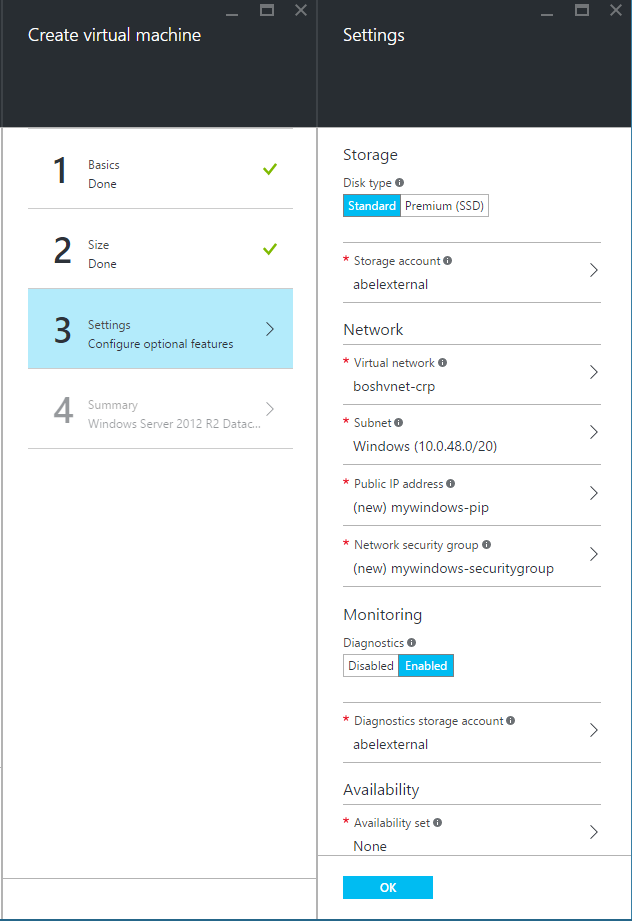 Create virtual machine
1
Basics
Done
2
Size
Done
3
Settings
Configure optional features
4
Summary
Windows Server 2012 R2 Datac...
Settings
Storage
Disk type
Standard Premium (SSD)
* Storage account
abelexternal
Network
* Virtual network
boshvnet-crp
* Subnet
Windows (10.0.48.0/20)
* Public IP address
(new) mywindows-pip
* Network security group
(new) mywindows-securitygroup
Monitoring
Diagnostics
Disabled Enabled
* Diagnostics storage account
abelexternal
Availability
* Availability set
None
OK